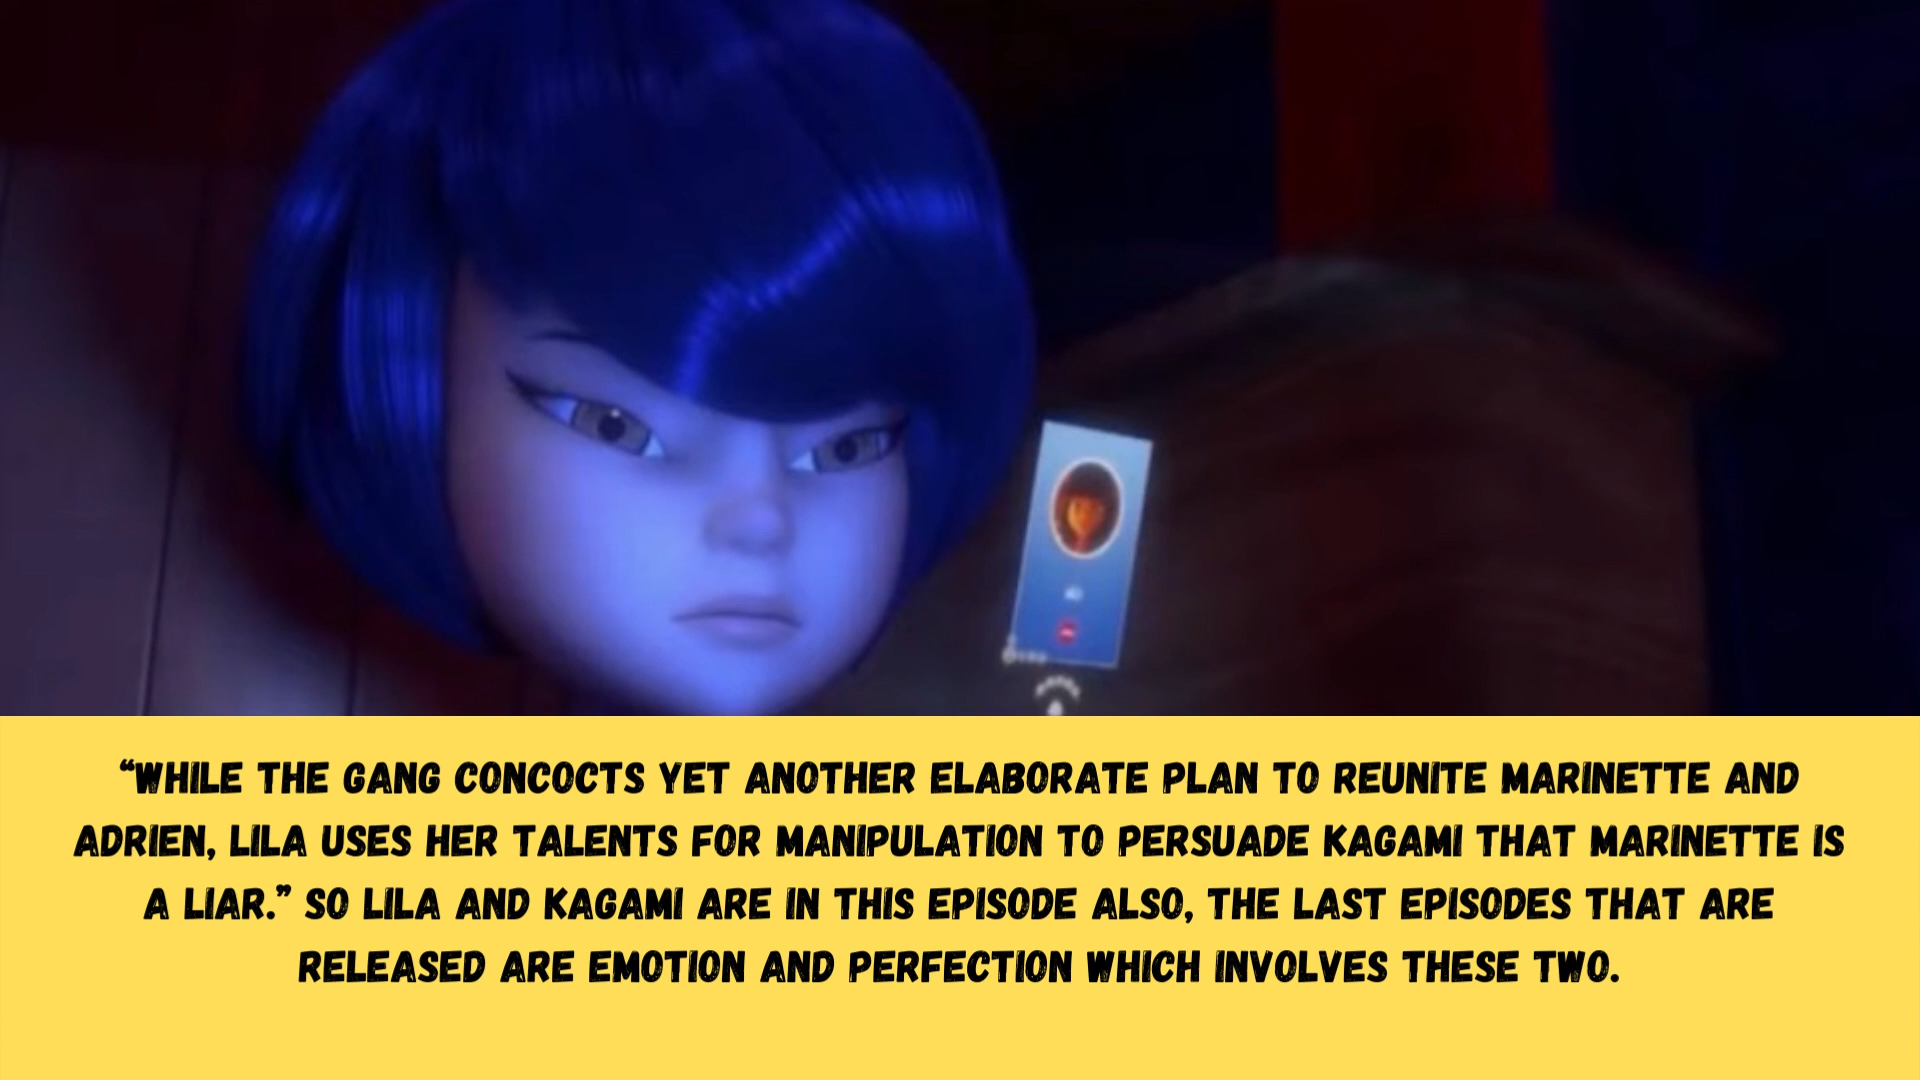 “WHILE THE GANG CONCOCTS YET ANOTHER ELABORATE PLAN TO REUNITE MARINETTE AND
ADRIEN, LILA USES HER TALENTS FOR MANIPULATION TO PERSUADE KAGAMI THAT MARINETTE IS
A LIAR.” SO LILA AND KAGAMI ARE IN THIS EPISODE ALSO, THE LAST EPISODES THAT ARE
RELEASED ARE EMOTION AND PERFECTION WHICH INVOLVES THESE TWO.